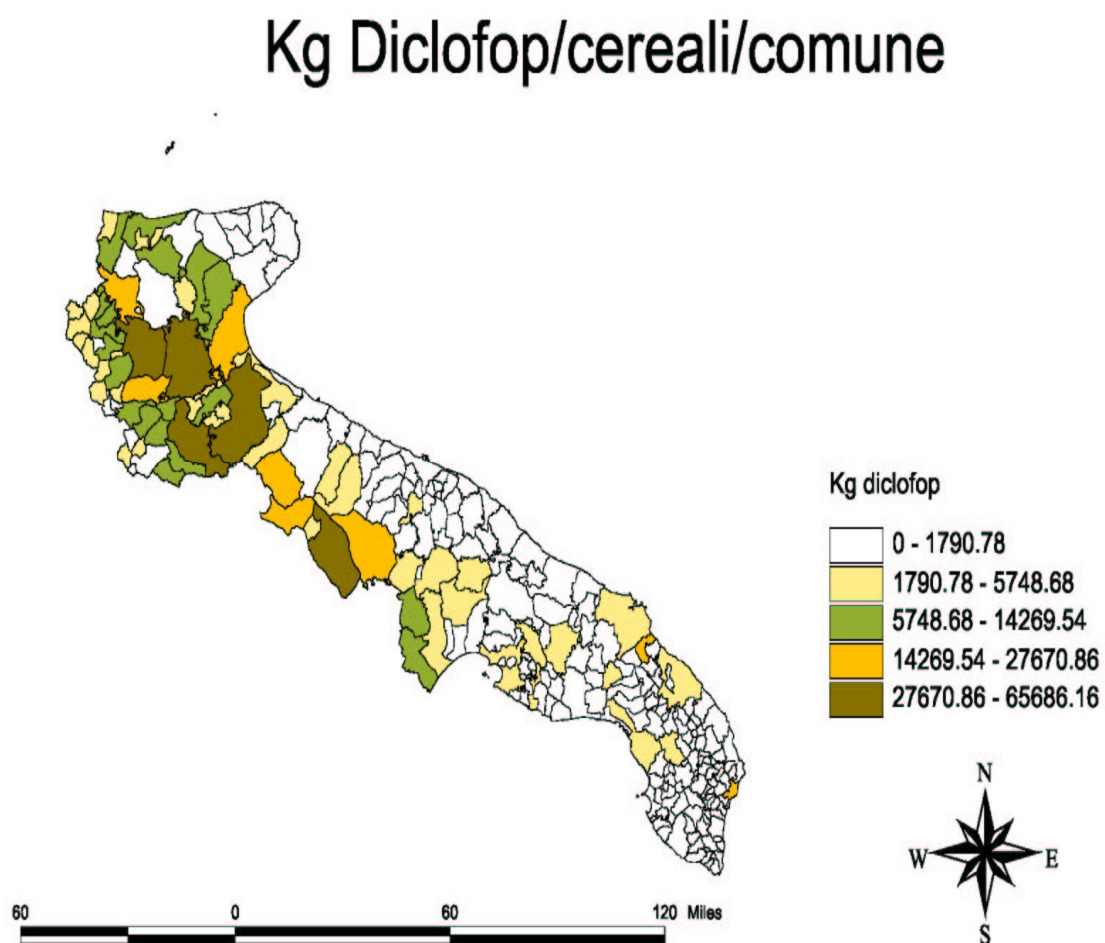 Kg Diclofop/cereali/comune
Kg diclofop
0 - 1790.78
1790.78 - 5748.68
5748.68 - 14269.54
14269.54 - 27670.86
27670.86 - 65686.16
N
W E
S
60 0 60 120 Miles